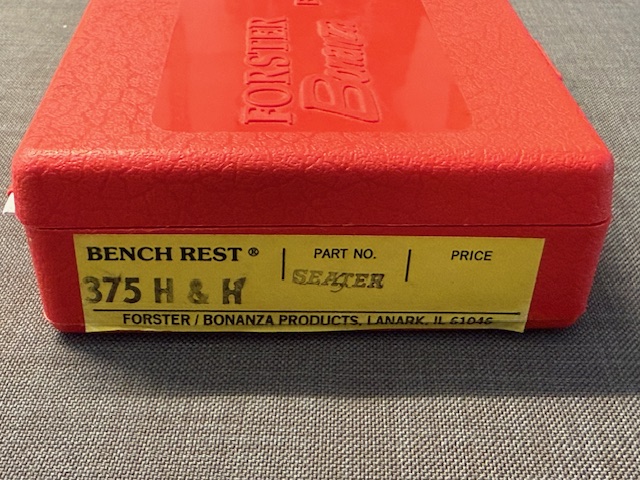 FORSTER
Bonanza
BENCH REST® PART NO. PRICE
375 H & H SEATER
FORSTER / BONANZA PRODUCTS, LANARK, IL 61046